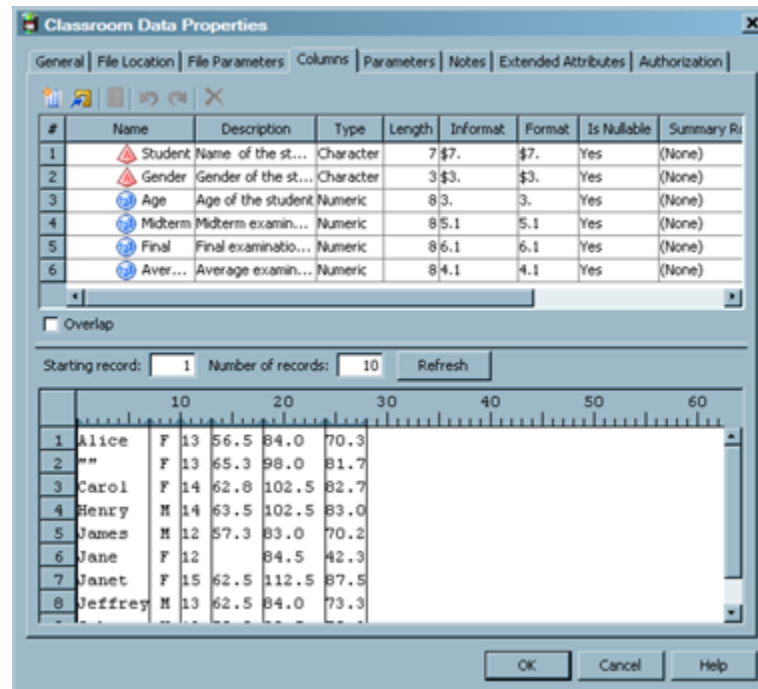 Classroom Data Properties
General File Location File Parameters Columns Parameters Notes Extended Attributes Authorization
# Name Description Type Length Informat Format Is Nullable Summary
1 Student Name of the st... Character 7 $7. $7. Yes (None)
2 Gender Gender of the st... Character 3 $3. $3. Yes (None)
3 Age Age of the student Numeric 8 3. 3. Yes (None)
4 Midterm Midterm examin... Numeric 8 5.1 5.1 Yes (None)
5 Final Final examinatio... Numeric 8 6.1 6.1 Yes (None)
6 Aver... Average examin... Numeric 8 4.1 4.1 Yes (None)
Overlap
Starting record: 1 Number of records: 10 Refresh
10 20 30 40 50 60
1 Alice F 13 56.5 84.0 70.3
2 "" F 13 65.3 98.0 81.7
3 Carol F 14 62.8 102.5 82.7
4 Henry M 14 63.5 102.5 83.0
5 James M 12 57.3 83.0 70.2
6 Jane F 12 84.5 42.3
7 Janet F 15 62.5 112.5 87.5
8 Jeffrey M 13 62.5 84.0 73.3
OK Cancel Help